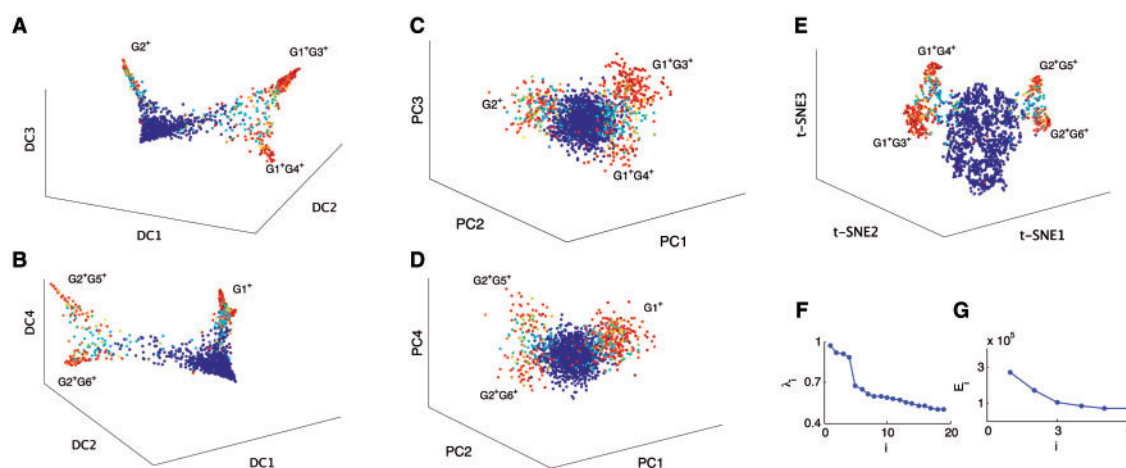 A
G2⁺
G1⁺G3⁺
G1⁺G4⁺
DC3
DC2
DC1
B
G2⁺G5⁺
G1⁺
G2⁺G6⁺
DC4
DC2
DC1
C
G1⁺G3⁺
G2⁺
G1⁺G4⁺
PC3
PC2
PC1
D
G2⁺G5⁺
G1⁺
G2⁺G6⁺
PC4
PC2
PC1
E
G1⁺G4⁺
G2⁺G5⁺
G1⁺G3⁺
G2⁺G6⁺
t-SNE3
t-SNE2
t-SNE1
F
1
0.7
0.4
λᵢ
0
10
20
i
G
x 10⁵
3
1
Eᵢ
0
3
i